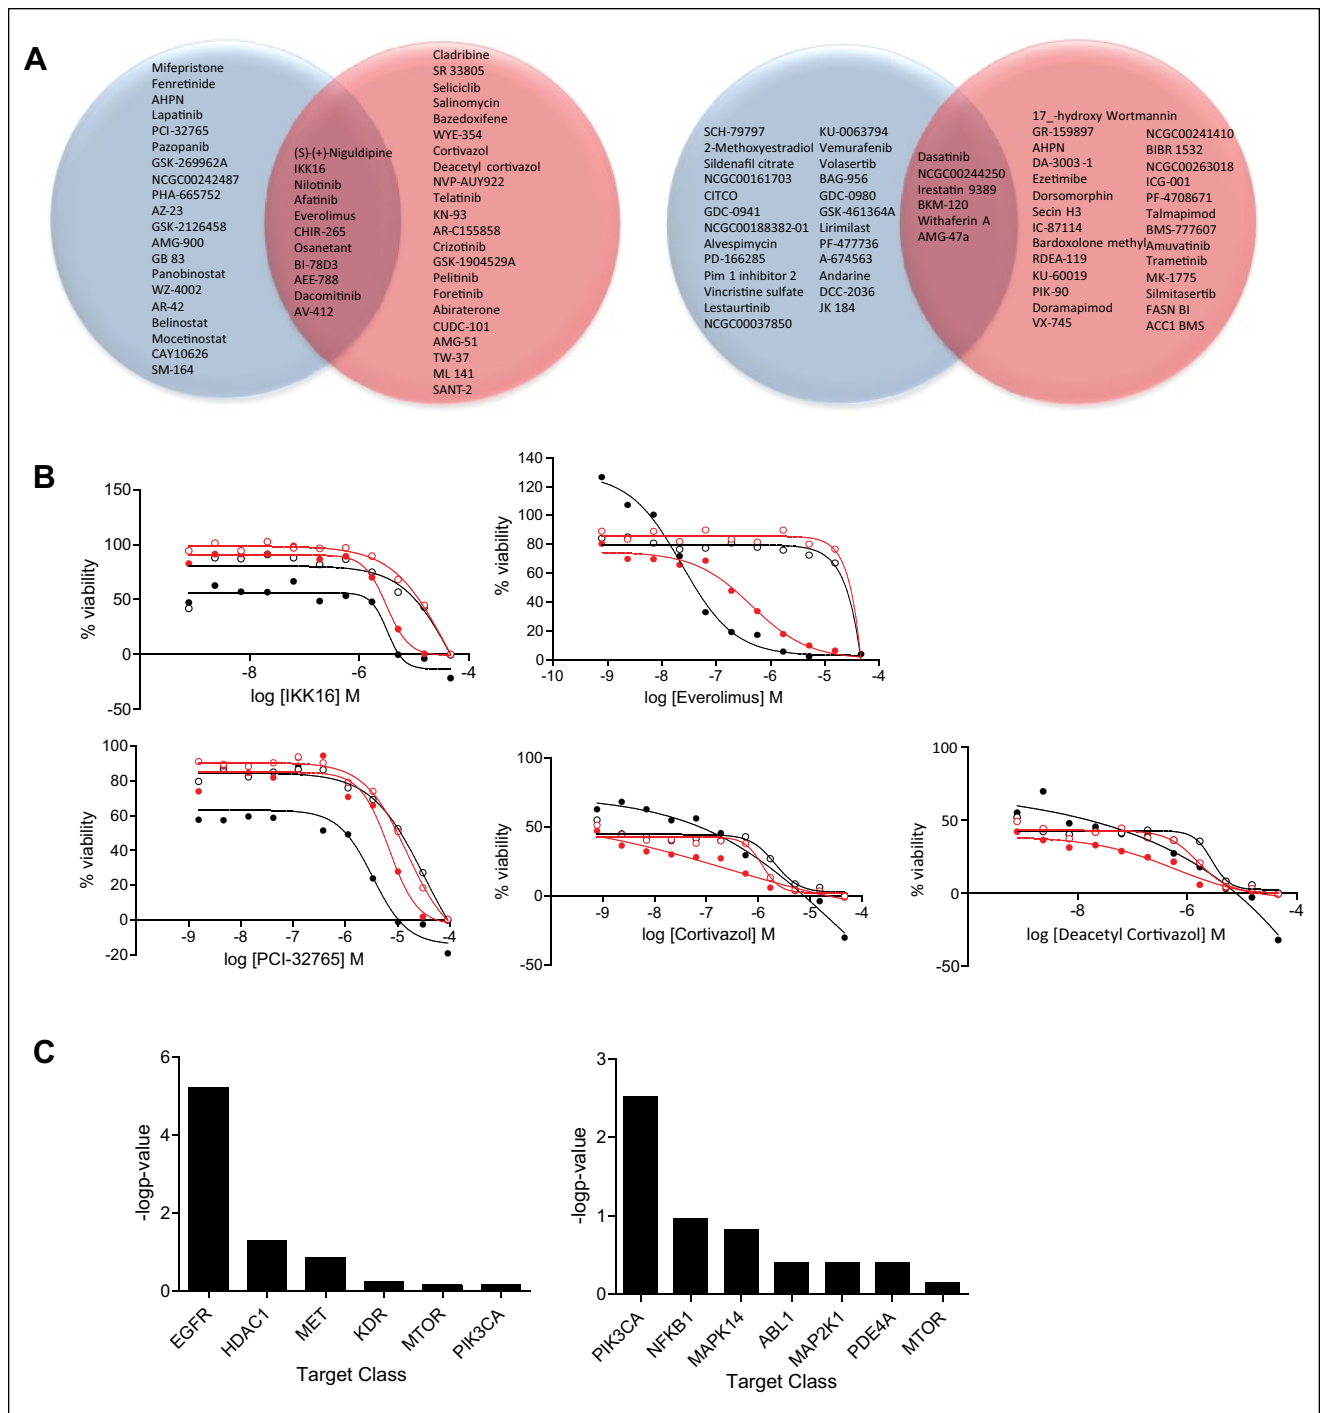 A
Mifepristone
Fenretinide
AHPN
Lapatinib
PCI-32765
Pazopanib
GSK-269962A
NCGC00242487
PHA-665752
AZ-23
GSK-2126458
AMG-900
GB 83
Panobinostat
WZ-4002
AR-42
Belinostat
Mocetinostat
CAY10626
SM-164
(S)-(+)-Niguldipine
IKK16
Nilotinib
Afatinib
Everolimus
CHIR-265
Osanetant
BI-78D3
AEE-788
Dacomitinib
AV-412
Cladribine
SR 33805
Seliciclib
Salinomycin
Bazedoxifene
WYE-354
Cortivazol
Deacetyl cortivazol
NVP-AUY922
Telatinib
KN-93
AR-C155858
Crizotinib
GSK-1904529A
Pelitinib
Foretinib
Abiraterone
CUDC-101
AMG-51
TW-37
ML 141
SANT-2
SCH-79797
2-Methoxyestradiol
Sildenafil citrate
NCGC00161703
CITCO
GDC-0941
NCGC00188382-01
Alvespimycin
PD-166285
Pim 1 inhibitor 2
Vincristine sulfate
Lestaurtinib
NCGC00037850
KU-0063794
Vemurafenib
Volasertib
BAG-956
GDC-0980
GSK-461364A
Lirimilast
PF-477736
A-674563
Andarine
DCC-2036
JK 184
Dasatinib
NCGC00244250
Irestatin 9389
BKM-120
Withaferin A
AMG-47a
17_-hydroxy Wortmannin
GR-159897
AHPN
DA-3003-1
Ezetimibe
Dorsomorphin
Secin H3
IC-87114
Bardoxolone methyl
RDEA-119
KU-60019
PIK-90
Doramapimod
VX-745
NCGC00241410
BIBR 1532
NCGC00263018
ICG-001
PF-4708671
Talmapimod
BMS-777607
Amuvatinib
Trametinib
MK-1775
Silmitasertib
FASN BI
ACC1 BMS
B
% viability
150
100
50
0
-50
-8
-6
-4
log [IKK16] M
% viability
140
120
100
80
60
40
20
0
-10
-9
-8
-7
-6
-5
-4
log [Everolimus] M
% viability
100
80
60
40
20
0
-20
-9
-8
-7
-6
-5
-4
log [PCI-32765] M
% viability
100
50
0
-50
-9
-8
-7
-6
-5
-4
log [Cortivazol] M
% viability
100
50
0
-50
-8
-6
-4
log [Deacetyl Cortivazol] M
C
-logp-value
6
4
2
0
EGFR
HDAC1
MET
KDR
MTOR
PIK3CA
Target Class
-logp-value
3
2
1
0
PIK3CA
NFKB1
MAPK14
ABL1
MAP2K1
PDE4A
MTOR
Target Class